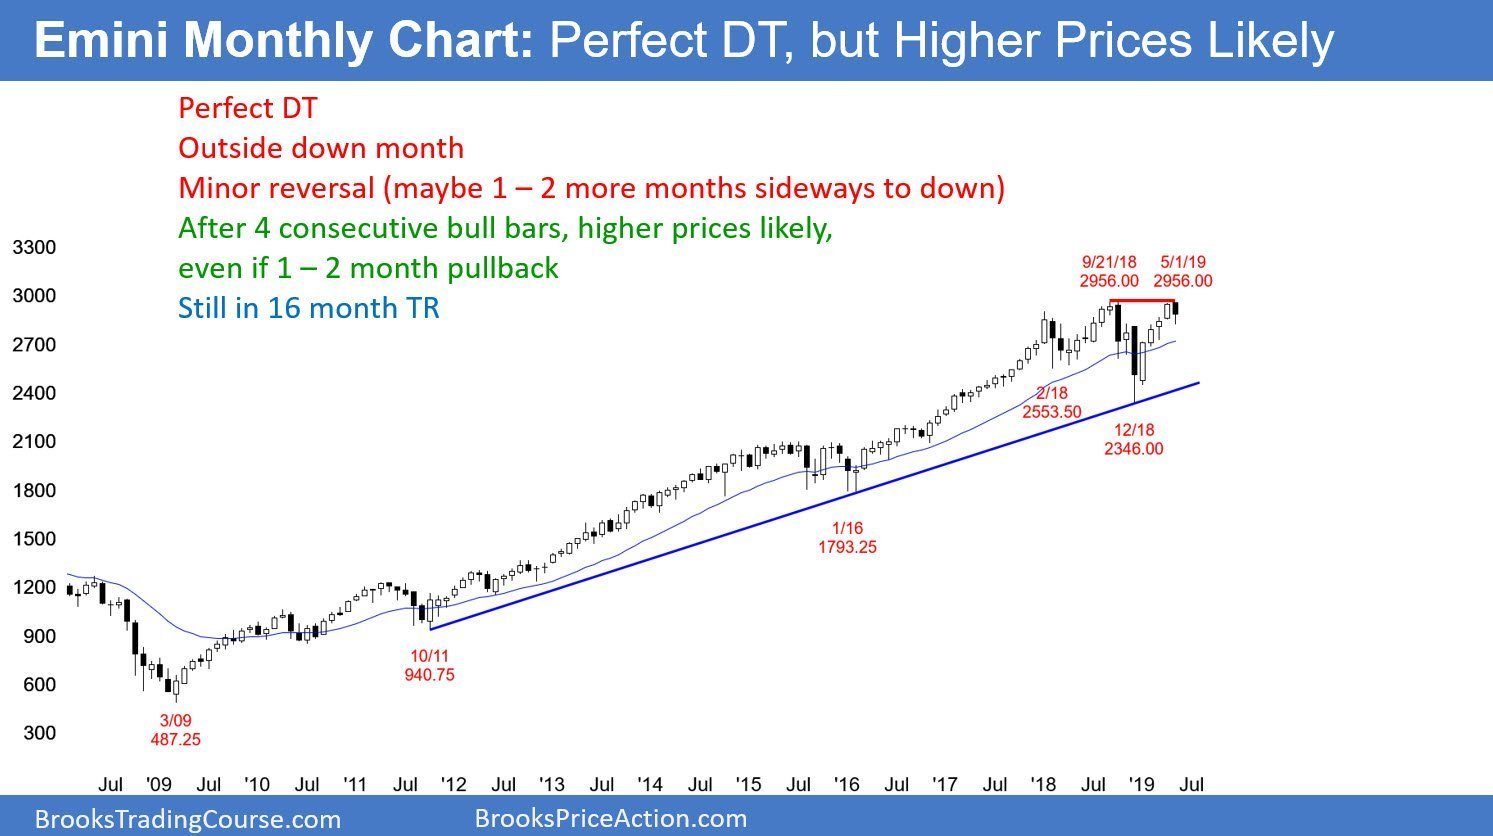 Emini Monthly Chart: Perfect DT, but Higher Prices Likely
Perfect DT
Outside down month
Minor reversal (maybe 1 – 2 more months sideways to down)
After 4 consecutive bull bars, higher prices likely,
even if 1 – 2 month pullback
Still in 16 month TR
3300
3000
2700
2400
2100
1800
1500
1200
900
600
300
9/21/18
2956.00
5/1/19
2956.00
2/18
2553.50
12/18
2346.00
1/16
1793.25
10/11
940.75
3/09
487.25
Jul '09 Jul '10 Jul '11 Jul '12 Jul '13 Jul '14 Jul '15 Jul '16 Jul '17 Jul '18 Jul '19 Jul
BrooksTradingCourse.com
BrooksPriceAction.com